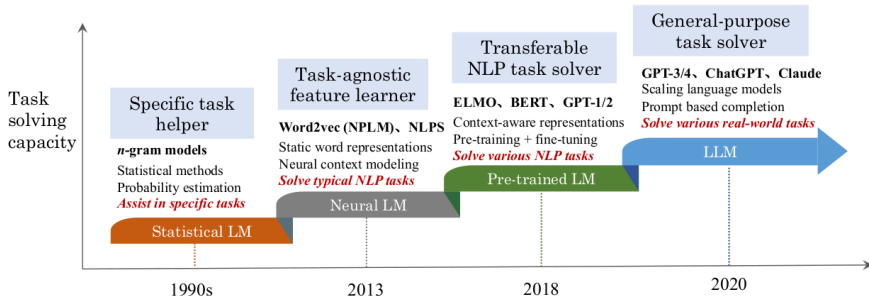 Task
solving
capacity
Specific task
helper
n-gram models
Statistical methods
Probability estimation
Assist in specific tasks
Statistical LM
1990s
Task-agnostic
feature learner
Word2vec (NPLM)、NLPS
Static word representations
Neural context modeling
Solve typical NLP tasks
Neural LM
2013
Transferable
NLP task solver
ELMO、BERT、GPT-1/2
Context-aware representations
Pre-training + fine-tuning
Solve various NLP tasks
Pre-trained LM
2018
General-purpose
task solver
GPT-3/4、ChatGPT、Claude
Scaling language models
Prompt based completion
Solve various real-world tasks
LLM
2020